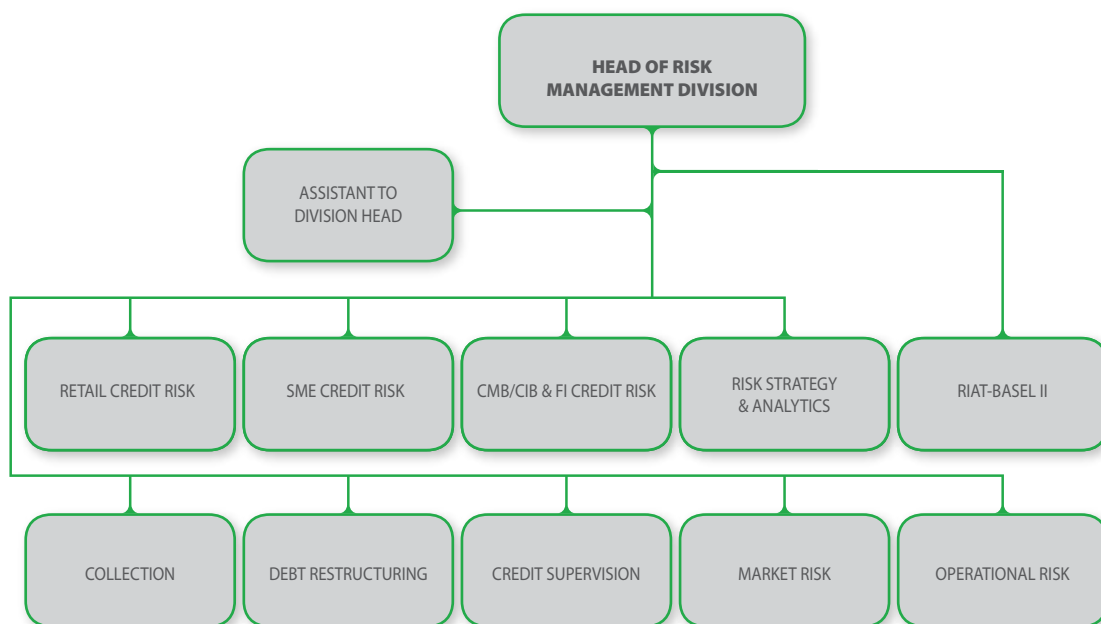 HEAD OF RISK
MANAGEMENT DIVISION
ASSISTANT TO
DIVISION HEAD
RETAIL CREDIT RISK
SME CREDIT RISK
CMB/CIB & FI CREDIT RISK
RISK STRATEGY
& ANALYTICS
RIAT-BASEL II
COLLECTION
DEBT RESTRUCTURING
CREDIT SUPERVISION
MARKET RISK
OPERATIONAL RISK